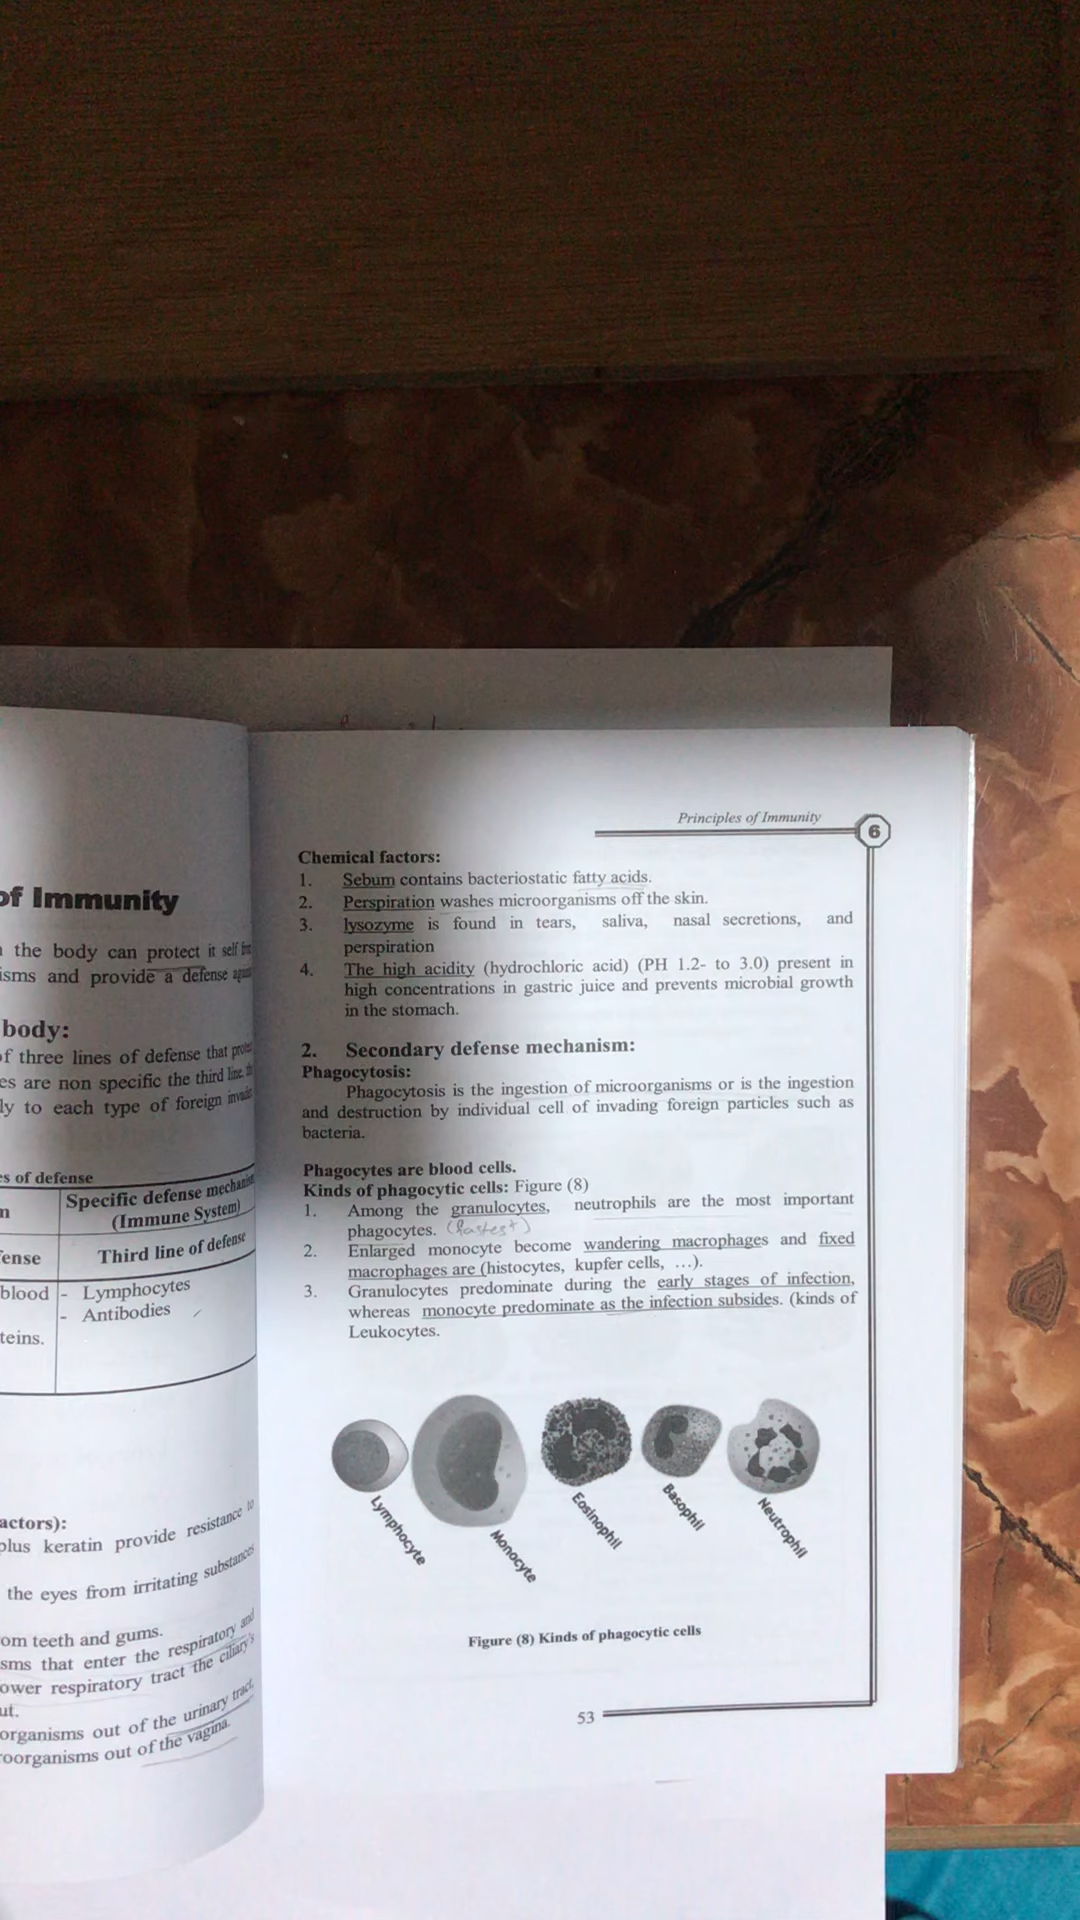 of Immunity
the body can protect it self
isms and provide a defense
body:
of three lines of defense that
es are non specific the third line
ly to each type of foreign
es of defense
Specific defense
(Immune System)
ense
Third line of defense
blood
- Lymphocytes
- Antibodies
teins.
actors):
plus keratin provide resistance to
the eyes from irritating substances
om teeth and gums.
sms that enter the respiratory and
ower respiratory tract the ciliary's
ut.
organisms out of the urinary tract.
roorganisms out of the vagina.
Principles of Immunity
6
Chemical factors:
1. Sebum contains bacteriostatic fatty acids.
2. Perspiration washes microorganisms off the skin.
3. lysozyme is found in tears, saliva, nasal secretions, and
perspiration
4. The high acidity (hydrochloric acid) (PH 1.2- to 3.0) present in
high concentrations in gastric juice and prevents microbial growth
in the stomach.
2. Secondary defense mechanism:
Phagocytosis:
Phagocytosis is the ingestion of microorganisms or is the ingestion
and destruction by individual cell of invading foreign particles such as
bacteria.
Phagocytes are blood cells.
Kinds of phagocytic cells: Figure (8)
1. Among the granulocytes, neutrophils are the most important
phagocytes. (fastest)
2. Enlarged monocyte become wandering macrophages and fixed
macrophages are (histocytes, kupfer cells, ...).
3. Granulocytes predominate during the early stages of infection,
whereas monocyte predominate as the infection subsides. (kinds of
Leukocytes.
Lymphocyte
Monocyte
Eosinophil
Basophil
Neutrophil
Figure (8) Kinds of phagocytic cells
53